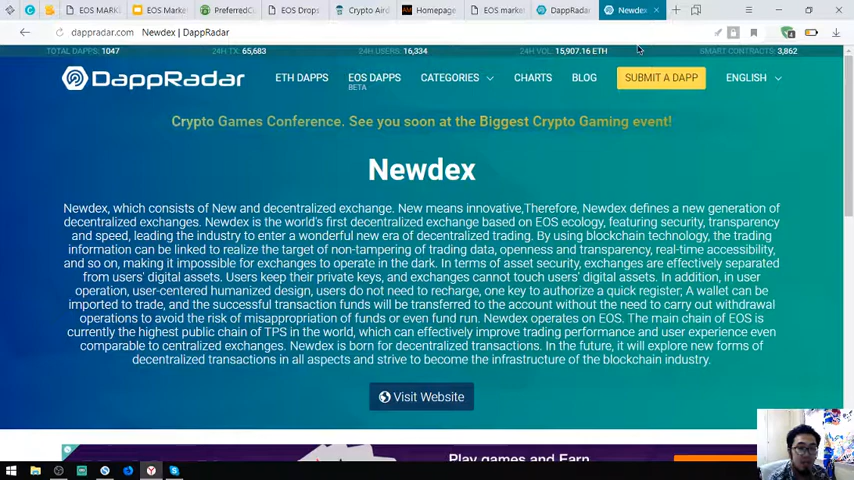 EOS MARK
EOS Marke
PreferredC
EOS Drops
Crypto Aird
Homepage
EOS market
DappRadar
Newdex
dappradar.com Newdex | DappRadar
TOTAL DAPPS: 1047 24H TX: 65,683 24H USERS: 16,334 24H VOL: 15,907.16 ETH SMART CONTRACTS: 3,862
DappRadar ETH DAPPS EOS DAPPS CATEGORIES CHARTS BLOG SUBMIT A DAPP ENGLISH
BETA
Crypto Games Conference. See you soon at the Biggest Crypto Gaming event!
Newdex
Newdex, which consists of New and decentralized exchange. New means innovative,Therefore, Newdex defines a new generation of
decentralized exchanges. Newdex is the world's first decentralized exchange based on EOS ecology, featuring security, transparency
and speed, leading the industry to enter a wonderful new era of decentralized trading. By using blockchain technology, the trading
information can be linked to realize the target of non-tampering of trading data, openness and transparency, real-time accessibility,
and so on, making it impossible for exchanges to operate in the dark. In terms of asset security, exchanges are effectively separated
from users' digital assets. Users keep their private keys, and exchanges cannot touch users' digital assets. In addition, in user
operation, user-centered humanized design, users do not need to recharge, one key to authorize a quick register, A wallet can be
imported to trade, and the successful transaction funds will be transferred to the account without the need to carry out withdrawal
operations to avoid the risk of misappropriation of funds or even fund run. Newdex operates on EOS. The main chain of EOS is
currently the highest public chain of TPS in the world, which can effectively improve trading performance and user experience even
comparable to centralized exchanges. Newdex is born for decentralized transactions. In the future, it will explore new forms of
decentralized transactions in all aspects and strive to become the infrastructure of the blockchain industry.
Visit Website
Play games and Earn